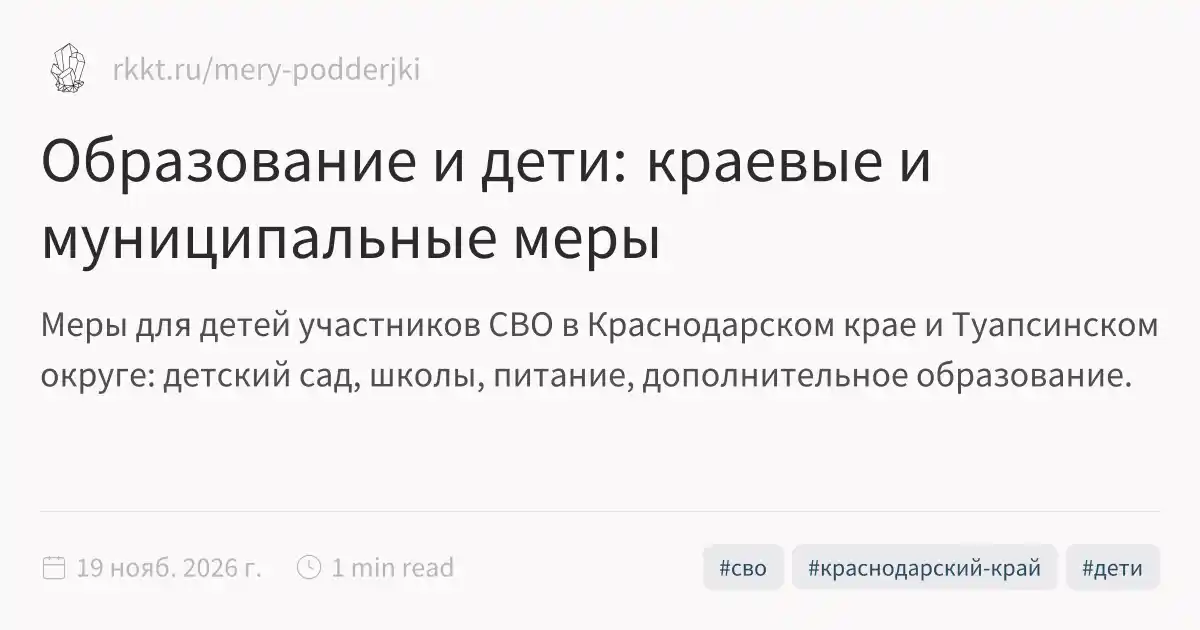 rkkt.ru/mery-podderjki
Образование и дети: краевые и
муниципальные меры
Меры для детей участников СВО в Краснодарском крае и Туапсинском
округе: детский сад, школы, питание, дополнительное образование.
19 нояб. 2026 г.
1 min read
#сво
#краснодарский-край
#дети